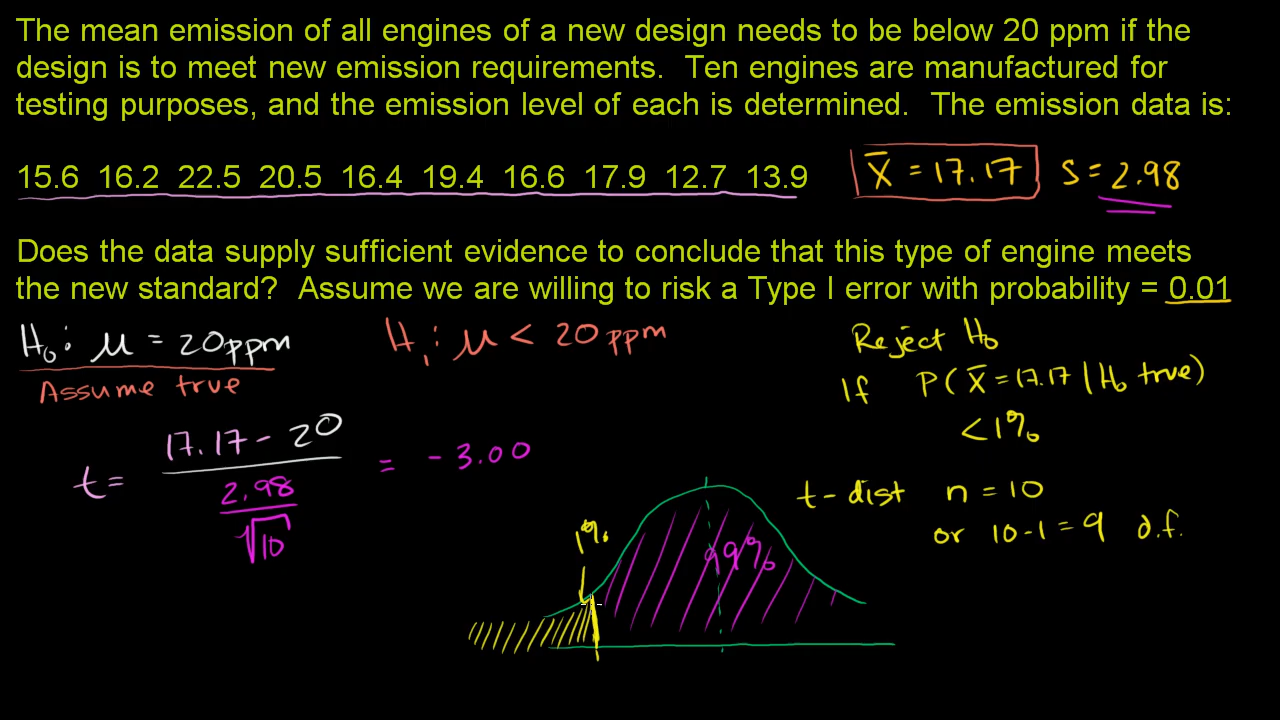 The mean emission of all engines of a new design needs to be below 20 ppm if the
design is to meet new emission requirements.  Ten engines are manufactured for
testing purposes, and the emission level of each is determined.  The emission data is:
15.6  16.2  22.5  20.5  16.4  19.4  16.6  17.9  12.7  13.9
X̄ = 17.17  S = 2.98
Does the data supply sufficient evidence to conclude that this type of engine meets
the new standard?  Assume we are willing to risk a Type I error with probability = 0.01
H₀: μ = 20ppm
Assume true
H₁: μ < 20ppm
Reject H₀
If P(X̄ = 17.17 | H₀ true)
< 1%
t = (17.17 - 20) / (2.98 / √10) = -3.00
t-dist n = 10
or 10-1 = 9 d.f.
1%
99%